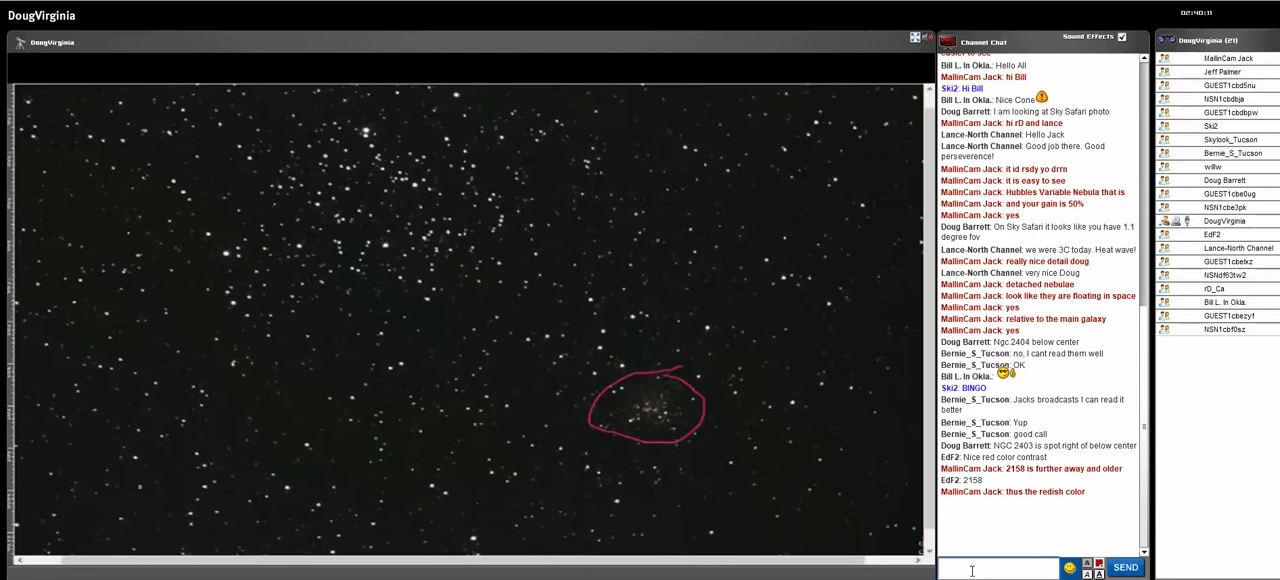 DougVirginia
02:40:11
DougVirginia
Channel Chat
Sound Effects
Bill L. In Okla.: Hello All
MallinCam Jack: hi Bill
Ski2: Hi Bill
Bill L. In Okla.: Nice Cone
Doug Barrett: I am looking at Sky Safari photo
MallinCam Jack: hi rD and lance
Lance-North Channel: Hello Jack
Lance-North Channel: Good job there. Good
perseverence!
MallinCam Jack: it id rsdy yo drrn
MallinCam Jack: it is easy to see
MallinCam Jack: Hubbles Variable Nebula that is
MallinCam Jack: and your gain is 50%
MallinCam Jack: yes
Doug Barrett: On Sky Safari it looks like you have 1.1
degree fov
Lance-North Channel: we were 3C today. Heat wave!
MallinCam Jack: really nice detail doug
Lance-North Channel: very nice Doug
MallinCam Jack: detached nebulae
MallinCam Jack: look like they are floating in space
MallinCam Jack: yes
MallinCam Jack: relative to the main galaxy
MallinCam Jack: yes
Doug Barrett: Ngc 2404 below center
Bernie_S_Tucson: no, I cant read them well
Bernie_S_Tucson: OK
Bill L. In Okla.:
Ski2: BINGO
Bernie_S_Tucson: Jacks broadcasts I can read it
better
Bernie_S_Tucson: Yup
Bernie_S_Tucson: good call
Doug Barrett: NGC 2403 is spot right of below center
EdF2: Nice red color contrast
MallinCam Jack: 2158 is further away and older
EdF2: 2158
MallinCam Jack: thus the redish color
A
A A
SEND
DougVirginia (21)
MallinCam Jack
Jeff Palmer
GUEST1cbd5nu
NSN1cbdbja
GUEST1cbdbpw
Ski2
Skylook_Tucson
Bernie_S_Tucson
willw
Doug Barrett
GUEST1cbe0ug
NSN1cbe3pk
DougVirginia
EdF2
Lance-North Channel
GUEST1cbelxz
NSNdf63tw2
rD_Ca
Bill L. In Okla.
GUEST1cbezyf
NSN1cbf0sz